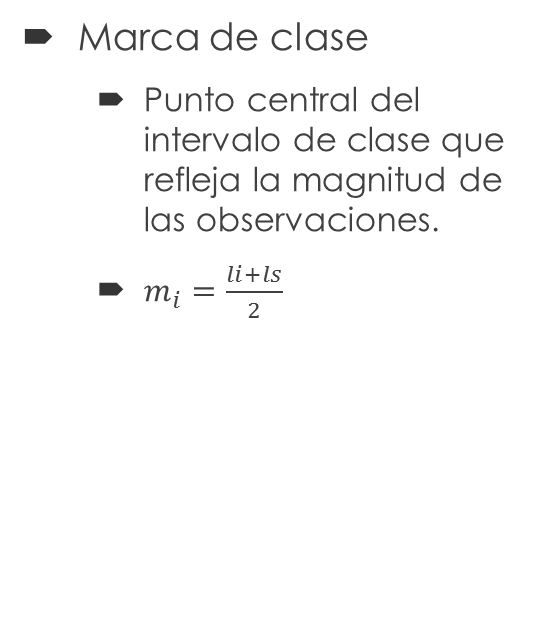 Marca de clase
Punto central del
intervalo de clase que
refleja la magnitud de
las observaciones.
mᵢ = (li+ls)/2